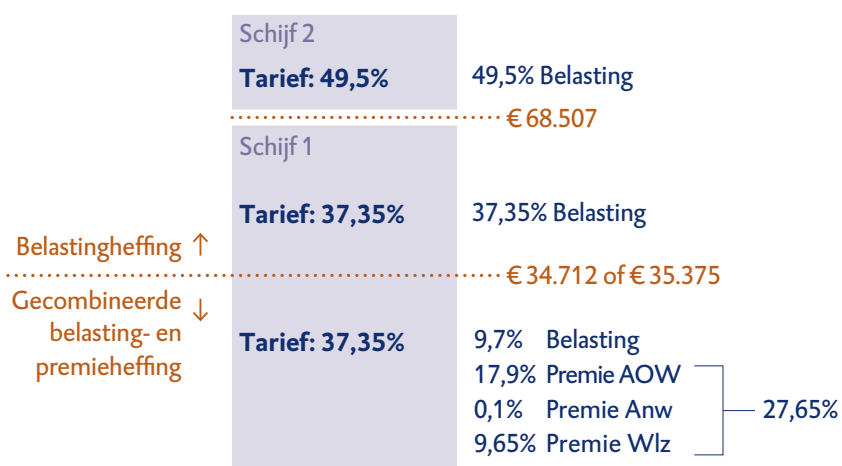 Schijf 2
Tarief: 49,5% 49,5% Belasting
€ 68.507
Schijf 1
Tarief: 37,35% 37,35% Belasting
Belastingheffing ↑
€ 34.712 of € 35.375
Gecombineerde ↓
belasting- en
premieheffing
Tarief: 37,35%
9,7% Belasting
17,9% Premie AOW
0,1% Premie Anw
9,65% Premie Wlz
27,65%